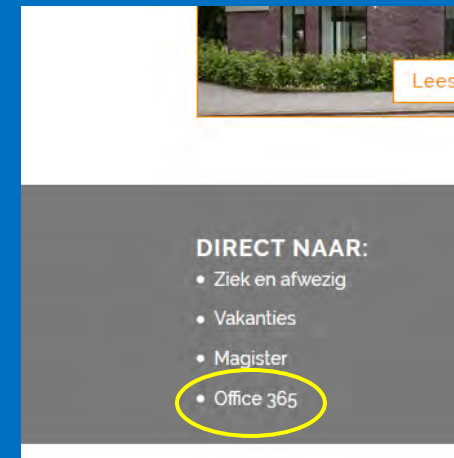 Lees
DIRECT NAAR:
• Ziek en afwezig
• Vakanties
• Magister
• Office 365